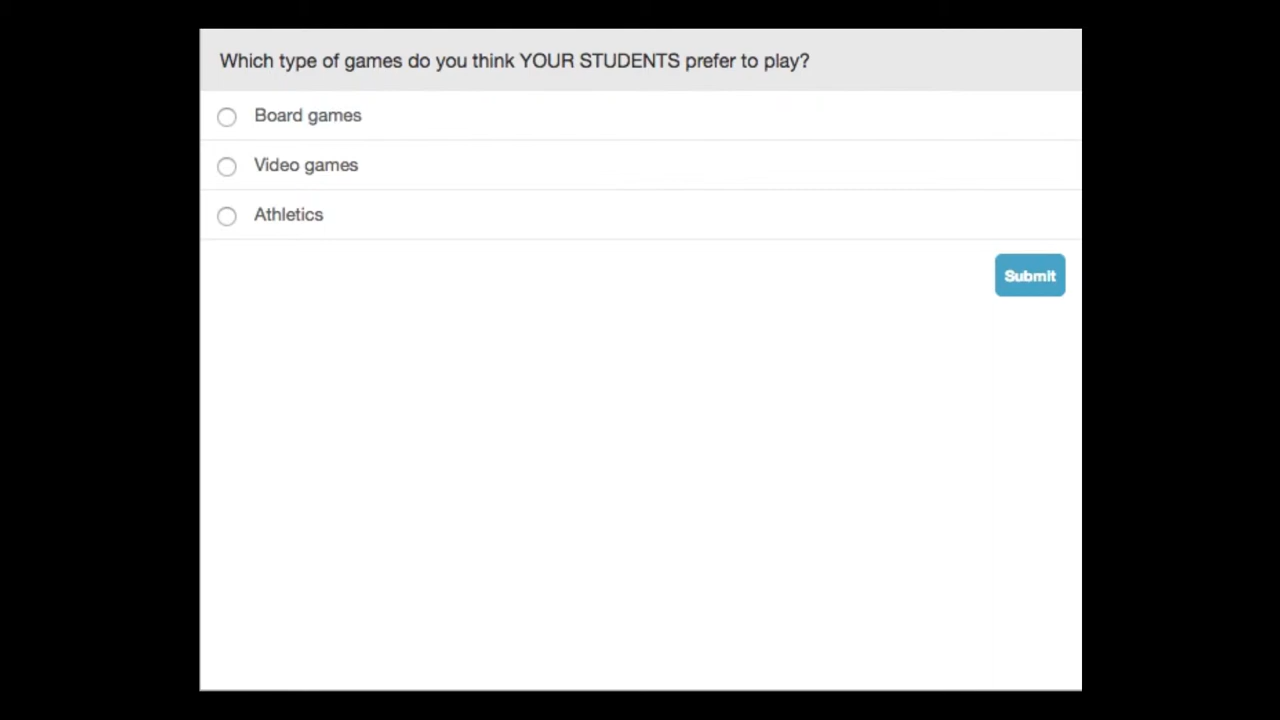 Which type of games do you think YOUR STUDENTS prefer to play?
Board games
Video games
Athletics
Submit